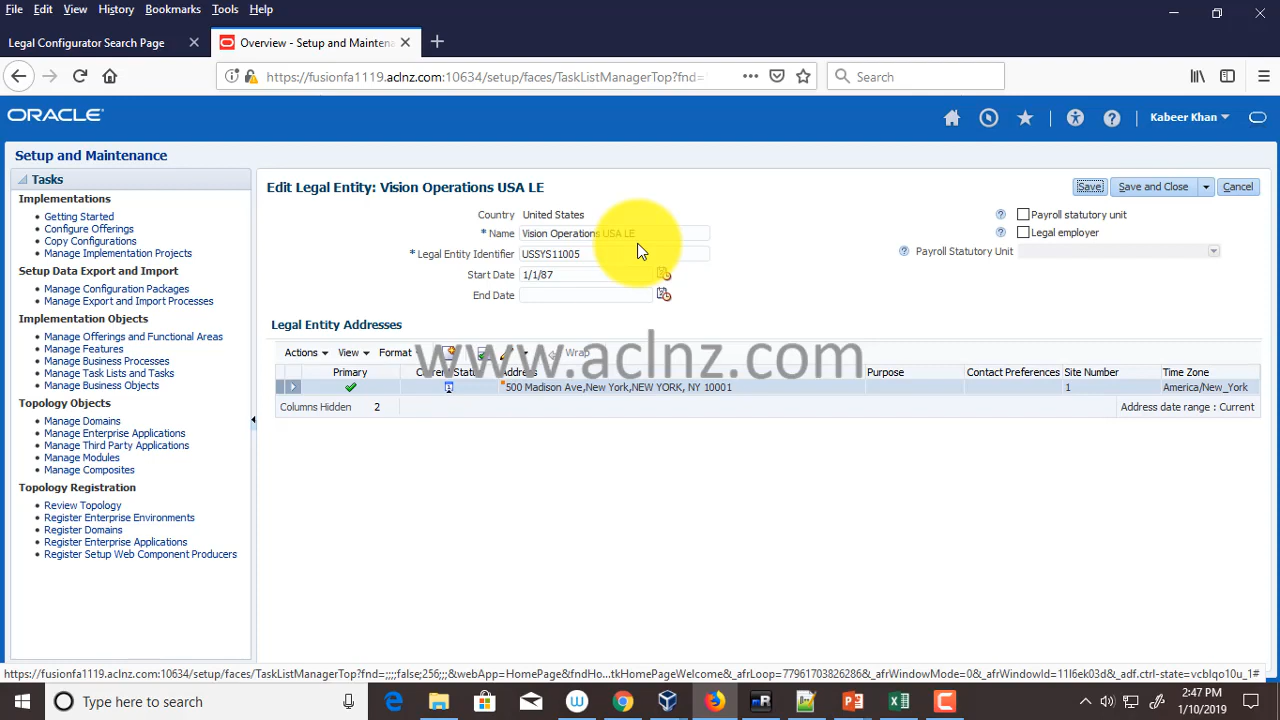 File Edit View History Bookmarks Tools Help
Legal Configurator Search Page
Overview - Setup and Maintena
https://fusionfa1119.aclnz.com:10634/setup/faces/TaskListManagerTop?fnd=
Search
ORACLE
Kabeer Khan
Setup and Maintenance
Tasks
Implementations
Getting Started
Configure Offerings
Copy Configurations
Manage Implementation Projects
Setup Data Export and Import
Manage Configuration Packages
Manage Export and Import Processes
Implementation Objects
Manage Offerings and Functional Areas
Manage Features
Manage Business Processes
Manage Task Lists and Tasks
Manage Business Objects
Topology Objects
Manage Domains
Manage Enterprise Applications
Manage Third Party Applications
Manage Modules
Manage Composites
Topology Registration
Review Topology
Register Enterprise Environments
Register Domains
Register Enterprise Applications
Register Setup Web Component Producers
Edit Legal Entity: Vision Operations USA LE
Save Save and Close Cancel
Country United States
* Name Vision Operations USA LE
* Legal Entity Identifier USSYS11005
Start Date 1/1/87
End Date
Payroll statutory unit
Legal employer
Payroll Statutory Unit
Legal Entity Addresses
Actions View Format Wrap
www.aclnz.com
Primary Current Status Address Purpose Contact Preferences Site Number Time Zone
500 Madison Ave,New York,NEW YORK, NY 10001 1 America/New_York
Columns Hidden 2 Address date range : Current
Type here to search
2:47 PM
1/10/2019